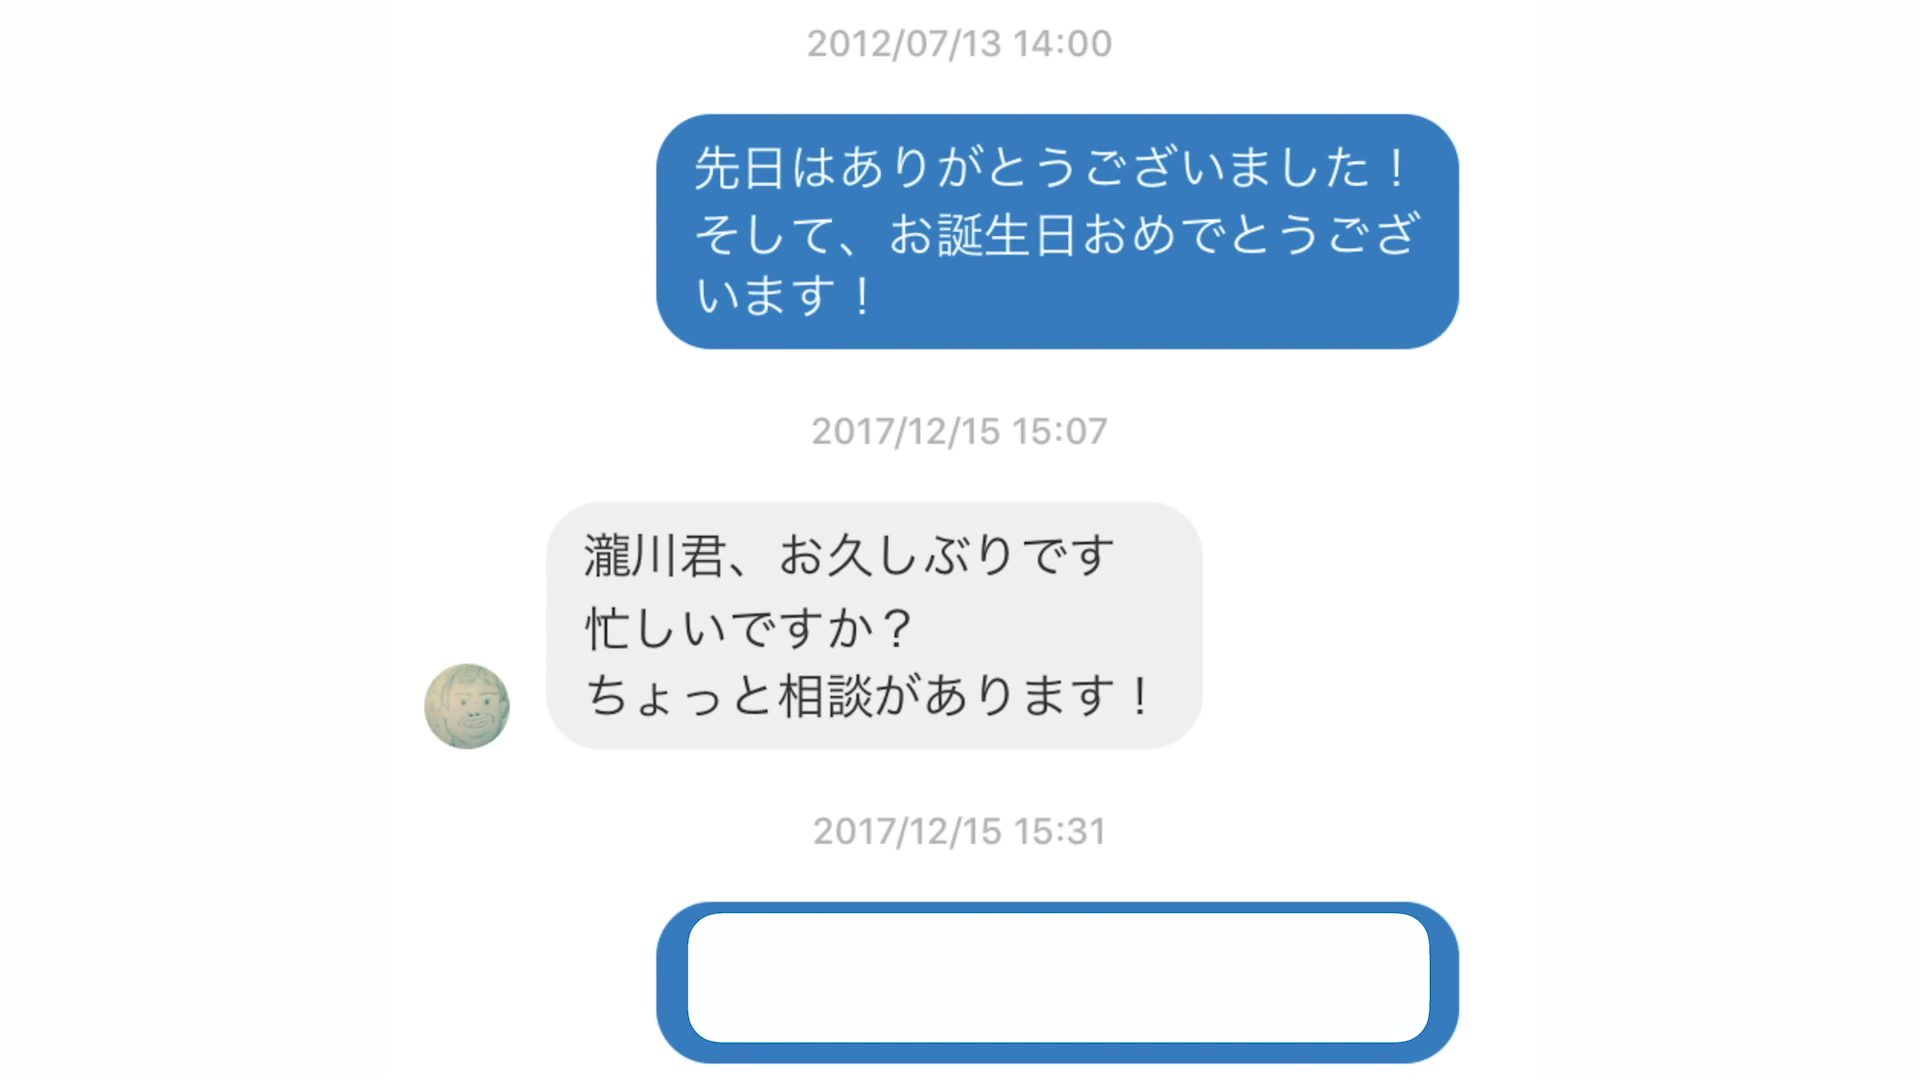 2012/07/13 14:00
先日はありがとうございました！
そして、お誕生日おめでとうござ
います！
2017/12/15 15:07
瀧川君、お久しぶりです
忙しいですか？
ちょっと相談があります！
2017/12/15 15:31